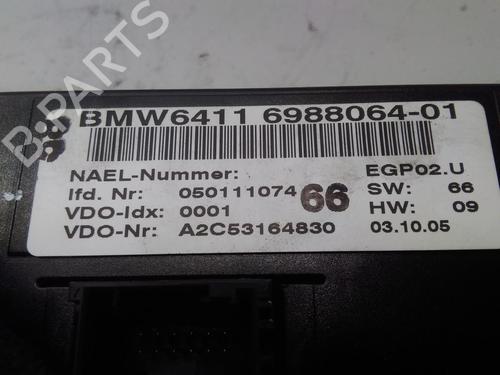 BMW6411 6988064-01
NAEL-Nummer: EGP02.U
lfd. Nr: 050111074 66 SW: 66
VDO-Idx: 0001 HW: 09
VDO-Nr: A2C53164830 03.10.05
B-PARTS